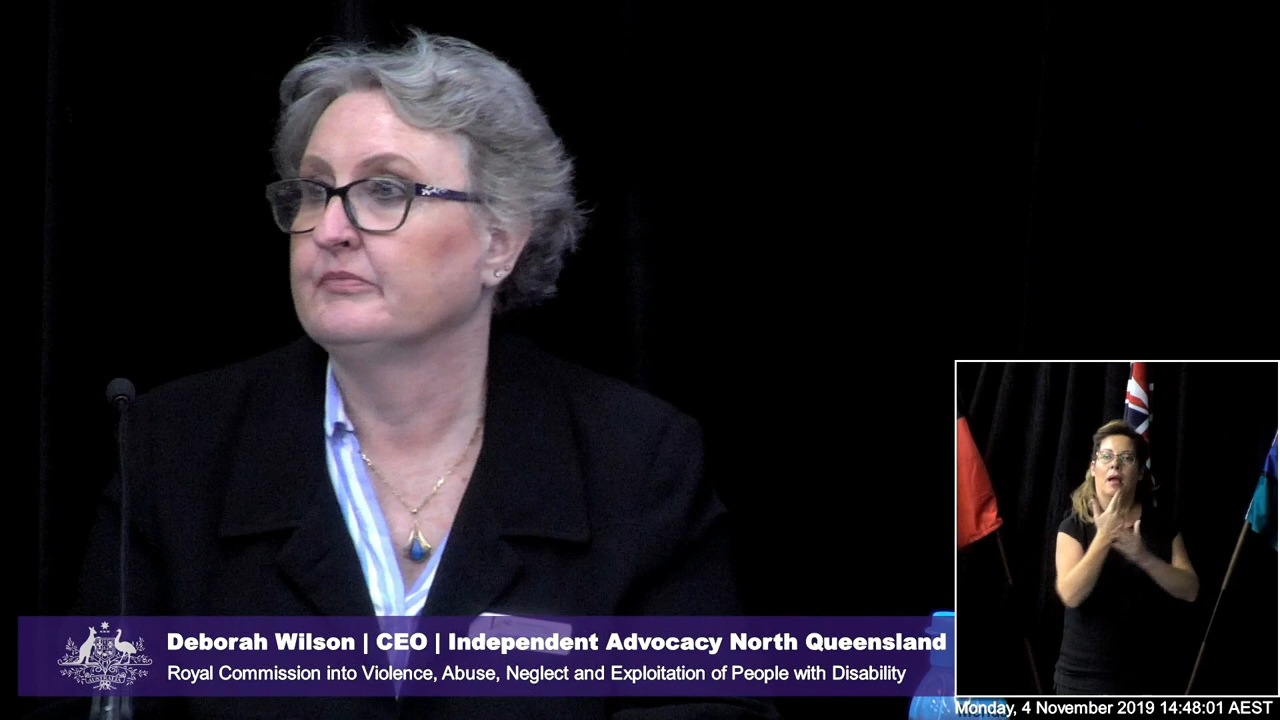 Deborah Wilson | CEO | Independent Advocacy North Queensland
Royal Commission into Violence, Abuse, Neglect and Exploitation of People with Disability
Monday, 4 November 2019 14:48:01 AEST